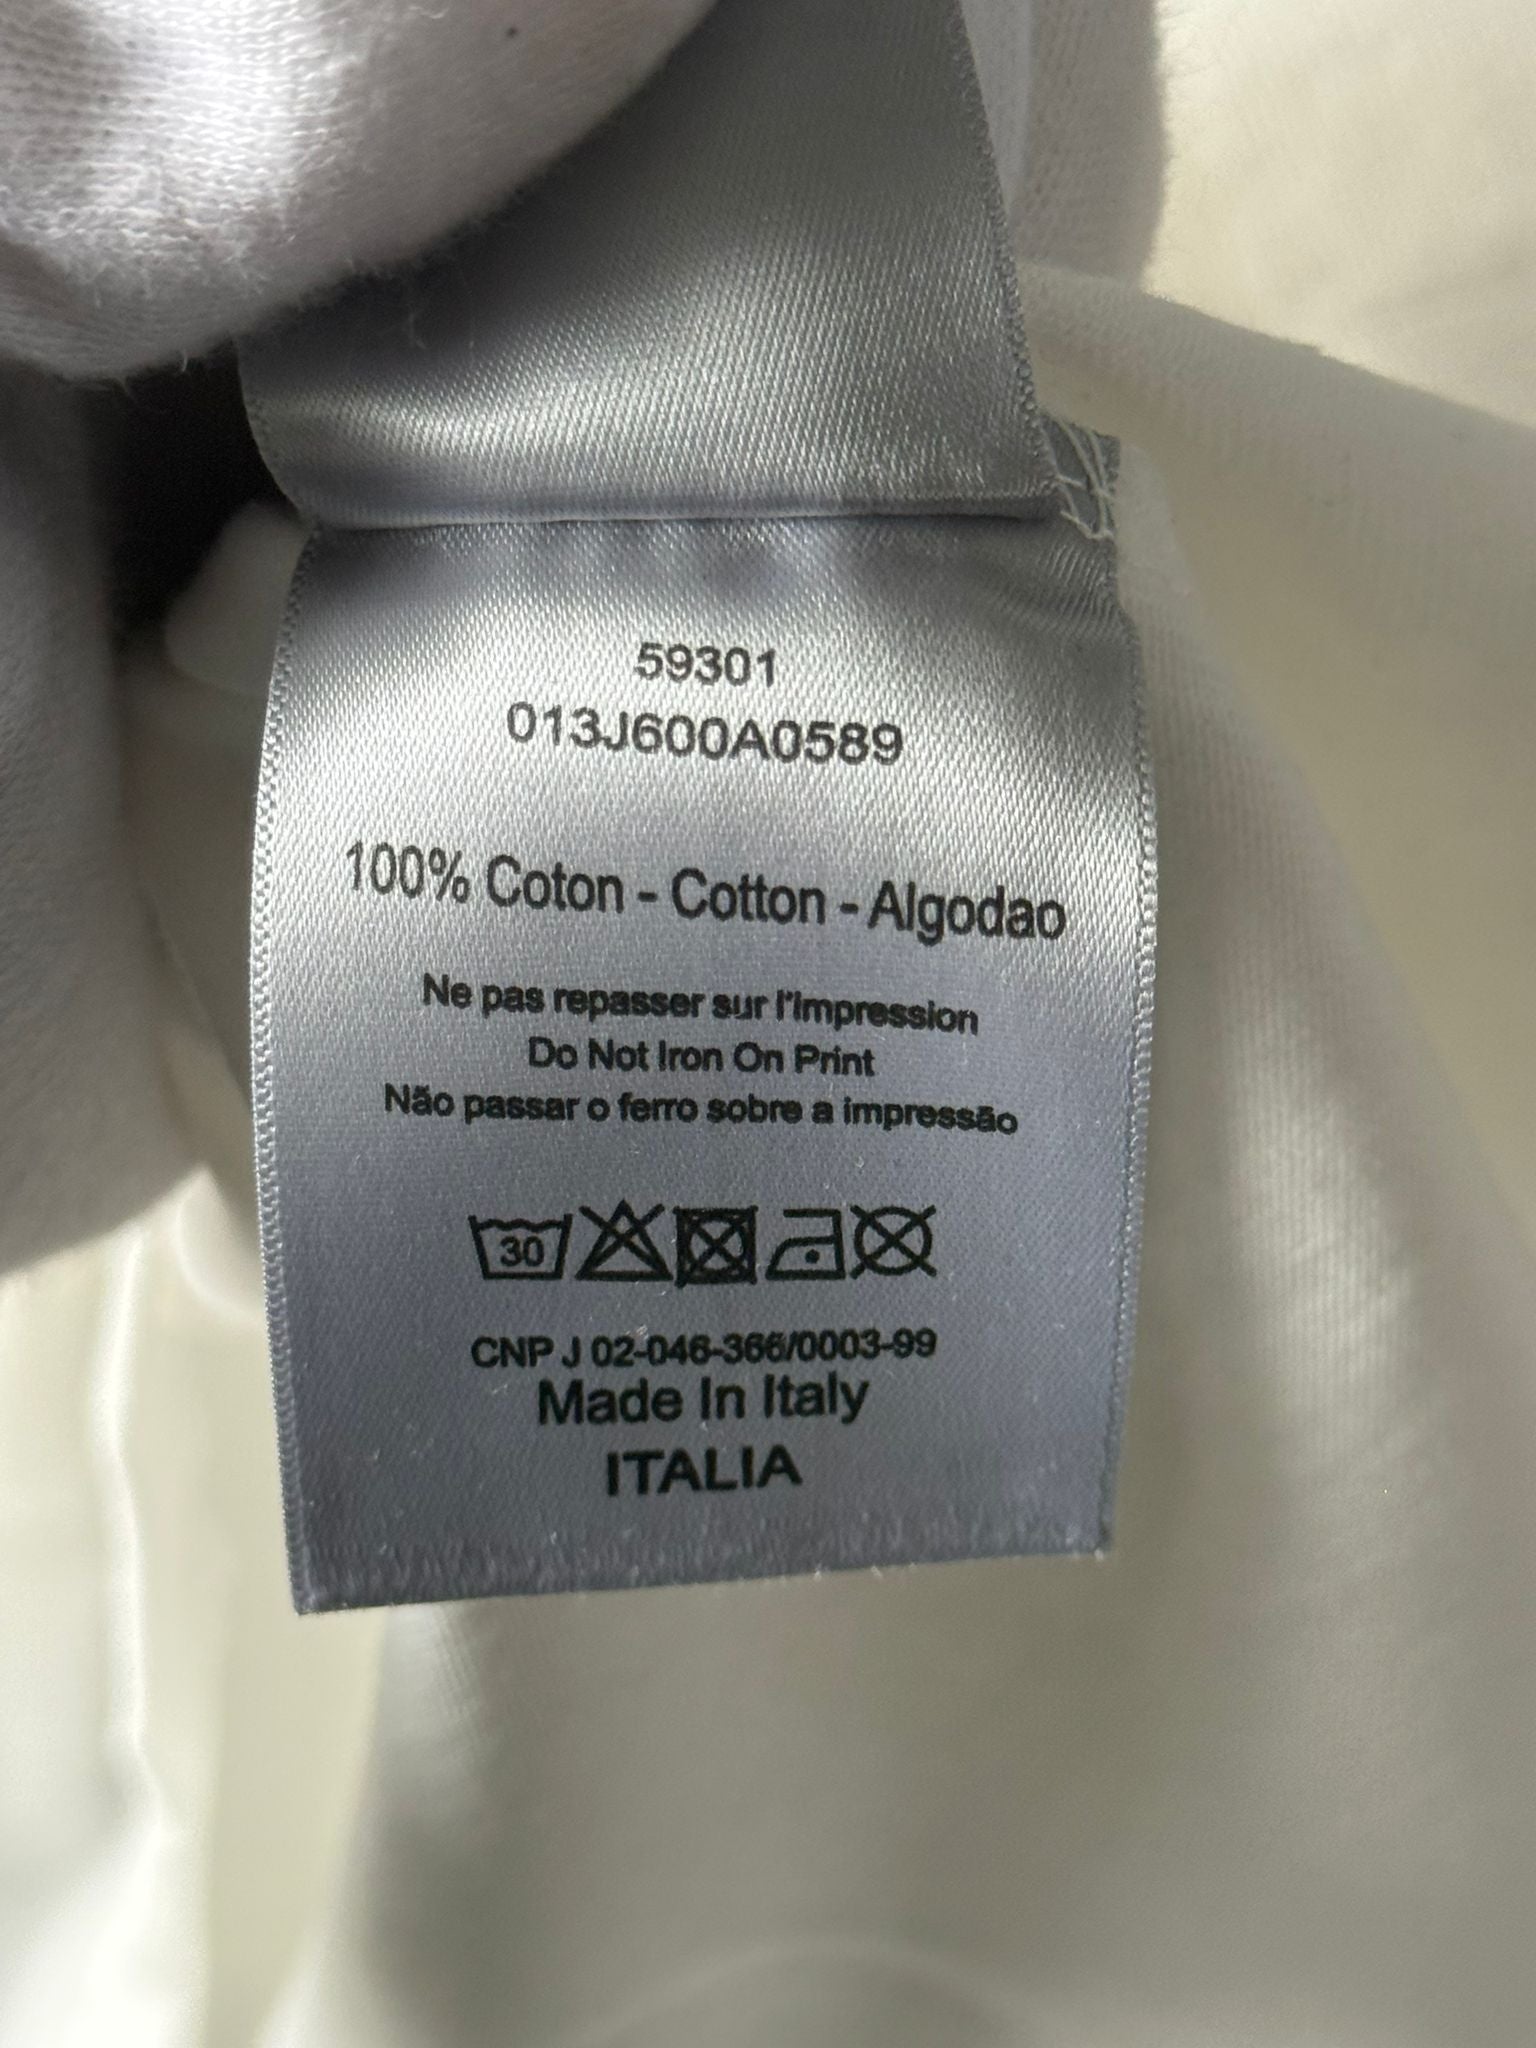 59301
013J600A0589
100% Coton - Cotton - Algodao
Ne pas repasser sur l'Impression
Do Not Iron On Print
Não passar o ferro sobre a impressão
30
CNP J 02-046-366/0003-99
Made In Italy
ITALIA